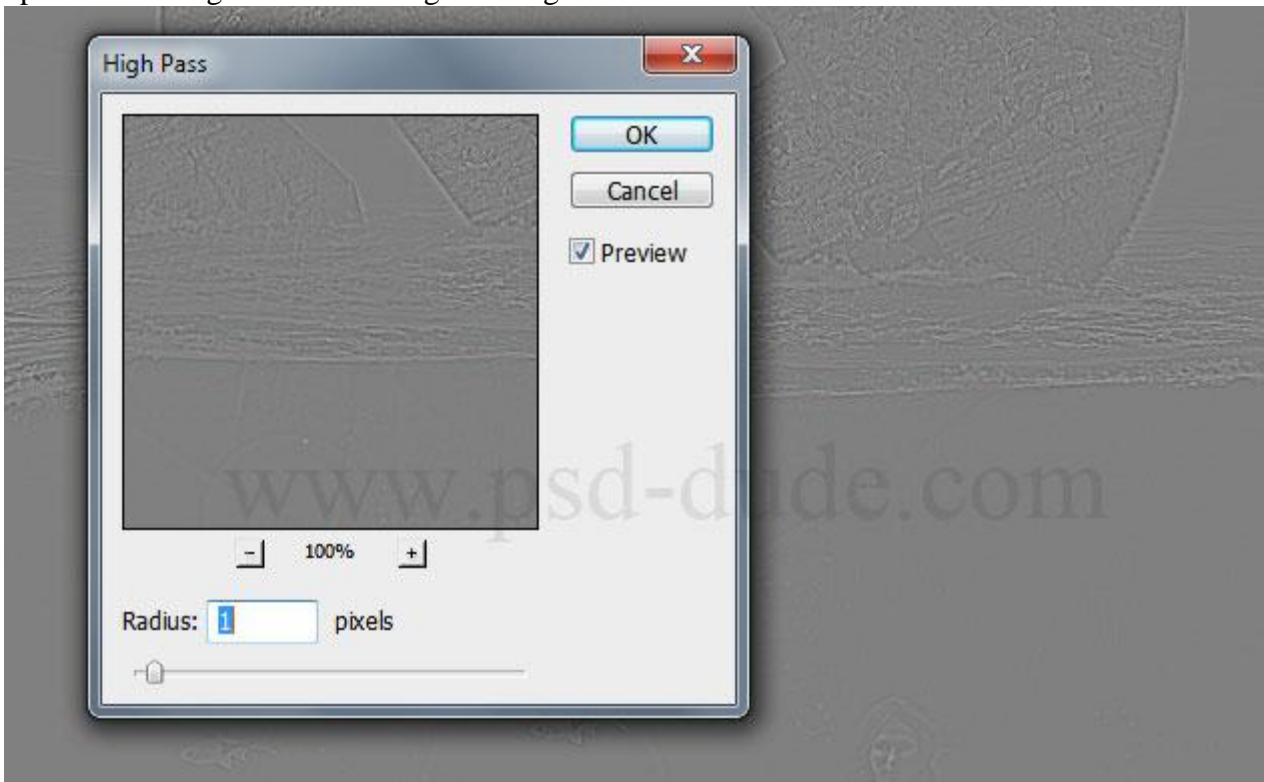 High Pass
OK
Cancel
Preview
www.psd-dude.com
- 100% +
Radius: 1 pixels